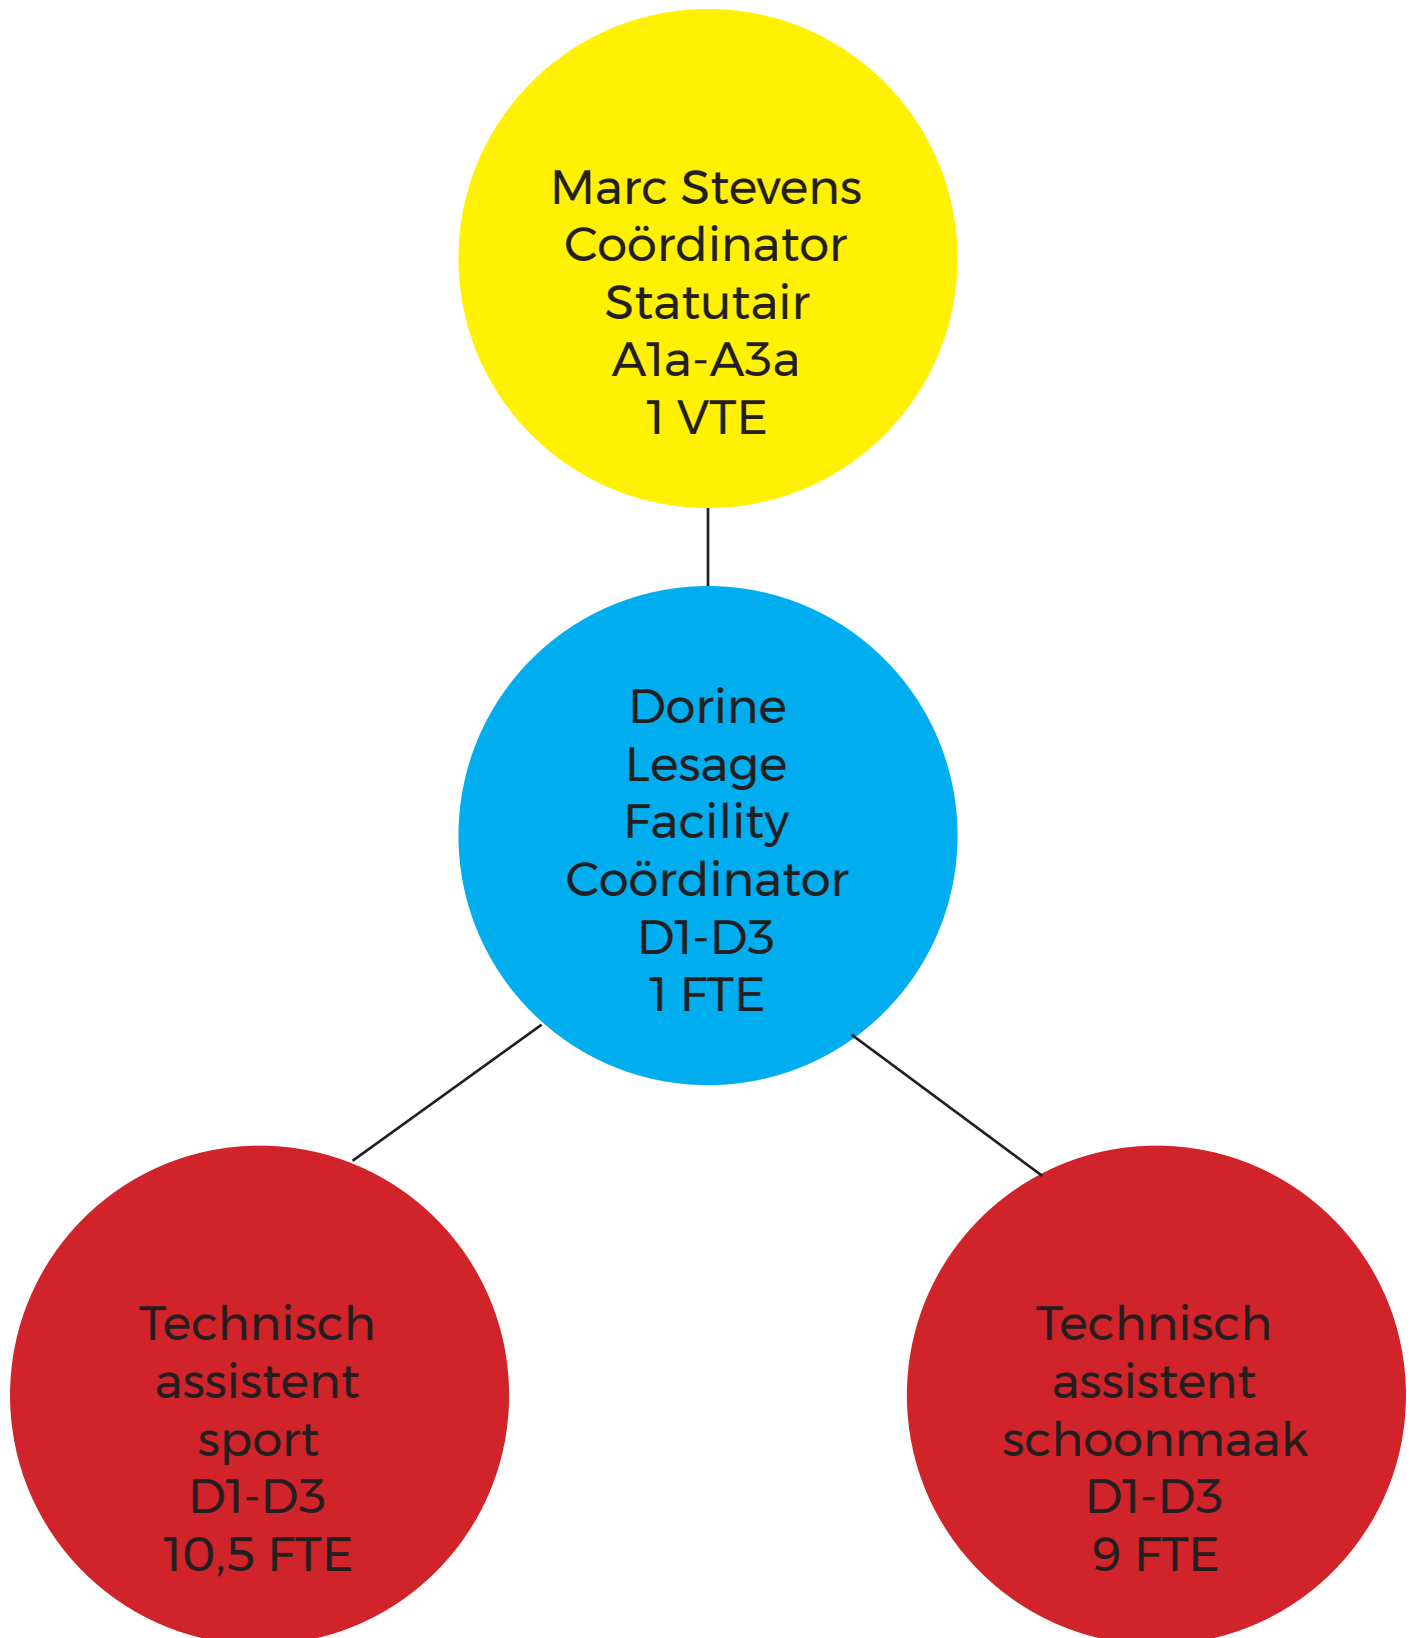 Marc Stevens
Coördinator
Statutair
A1a-A3a
1 VTE
Dorine
Lesage
Facility
Coördinator
D1-D3
1 FTE
Technisch
assistent
sport
D1-D3
10,5 FTE
Technisch
assistent
schoonmaak
D1-D3
9 FTE